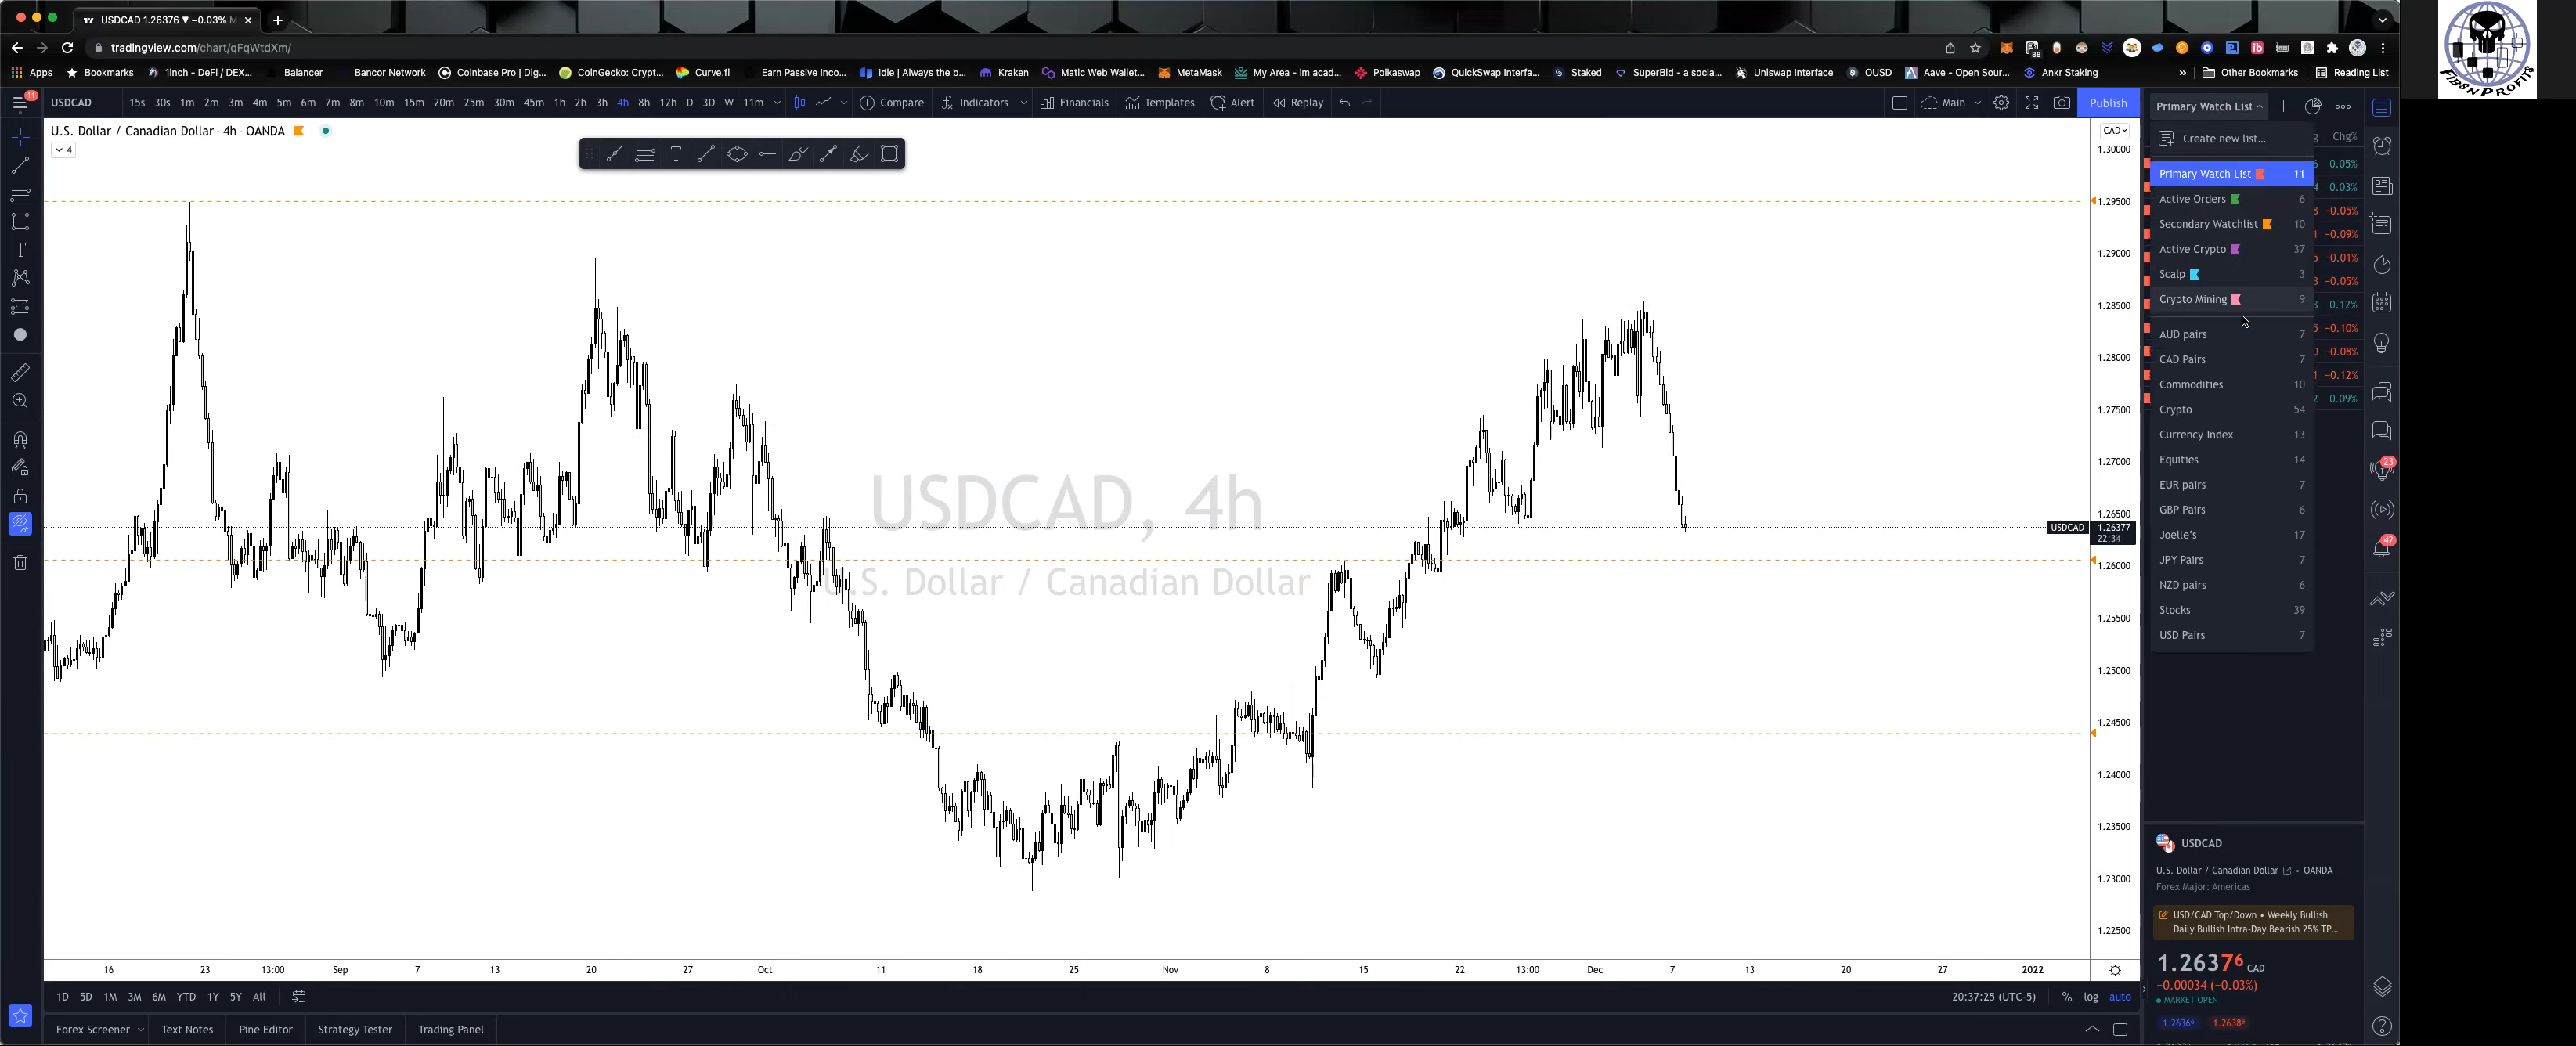 USDCAD 1.26376 ▼ −0.03% M
tradingview.com/chart/qFqWtdXm/
88
Apps Bookmarks 1inch - DeFi / DEX... Balancer Bancor Network Coinbase Pro | Dig... CoinGecko: Crypt... Curve.fi Earn Passive Inco... Idle | Always the b... Kraken Matic Web Wallet... MetaMask My Area - im acad... Polkaswap QuickSwap Interfa... Staked SuperBid - a socia... Uniswap Interface OUSD Aave - Open Sour... Ankr Staking » Other Bookmarks Reading List
11 USDCAD 15s 30s 1m 2m 3m 4m 5m 6m 7m 8m 10m 15m 20m 25m 30m 45m 1h 2h 3h 4h 8h 12h D 3D W 11m Compare Indicators Financials Templates Alert Replay Main Publish
U.S. Dollar / Canadian Dollar · 4h · OANDA
4
USDCAD, 4h
U.S. Dollar / Canadian Dollar
CAD
1.30000
1.29500
1.29000
1.28500
1.28000
1.27500
1.27000
1.26500
USDCAD 1.26377
22:34
1.26000
1.25500
1.25000
1.24500
1.24000
1.23500
1.23000
1.22500
16 23 13:00 Sep 7 13 20 27 Oct 11 18 25 Nov 8 15 22 13:00 Dec 7 13 20 27 2022
1D 5D 1M 3M 6M YTD 1Y 5Y All
20:37:25 (UTC-5) % log auto
Forex Screener Text Notes Pine Editor Strategy Tester Trading Panel
Primary Watch List
Create new list...
Chg%
Primary Watch List 11
Active Orders 6
Secondary Watchlist 10
Active Crypto 37
Scalp 3
Crypto Mining 9
AUD pairs 7
CAD Pairs 7
Commodities 10
Crypto 54
Currency Index 13
Equities 14
EUR pairs 7
GBP Pairs 6
Joelle's 17
JPY Pairs 7
NZD pairs 6
Stocks 39
USD Pairs 7
0.05%
0.03%
−0.05%
−0.09%
−0.01%
−0.05%
0.12%
−0.10%
−0.08%
−0.12%
0.09%
23
42
USDCAD
U.S. Dollar / Canadian Dollar • OANDA
Forex Major: Americas
USD/CAD Top/Down • Weekly Bullish
Daily Bullish Intra-Day Bearish 25% TP...
1.26376 CAD
−0.00034 (−0.03%)
• MARKET OPEN
1.26366 1.26389
FIBSNPROFITS